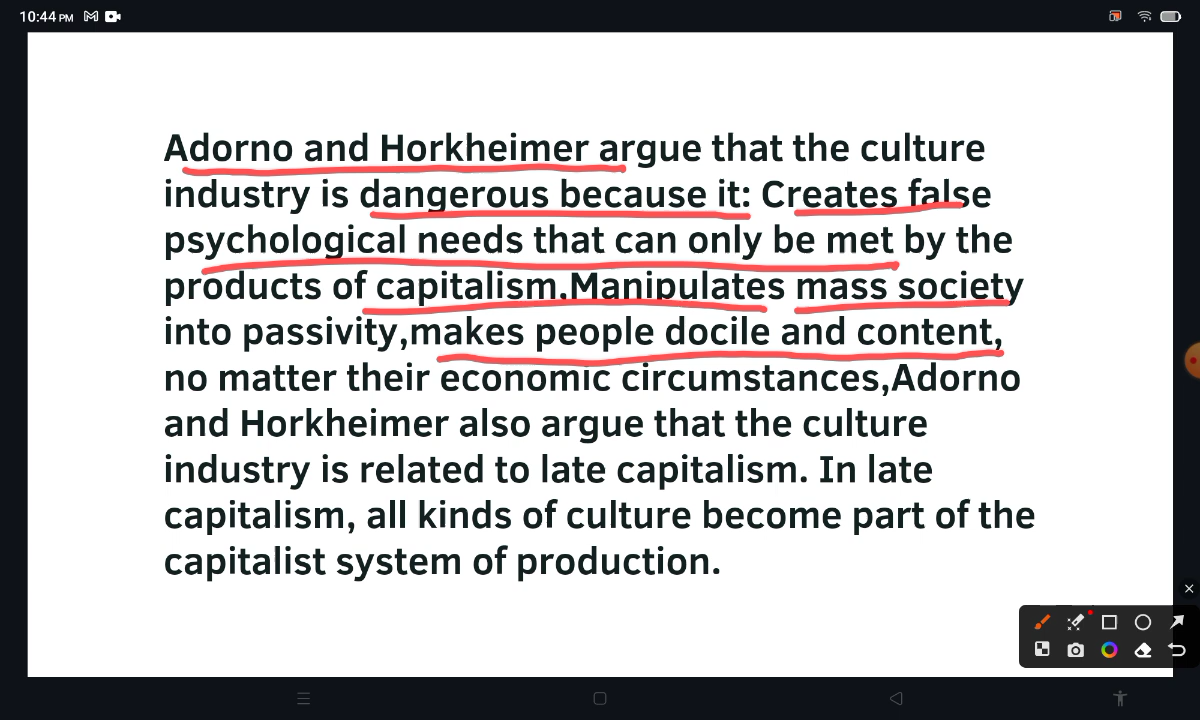 10:44 PM
Adorno and Horkheimer argue that the culture
industry is dangerous because it: Creates false
psychological needs that can only be met by the
products of capitalism,Manipulates mass society
into passivity,makes people docile and content,
no matter their economic circumstances,Adorno
and Horkheimer also argue that the culture
industry is related to late capitalism. In late
capitalism, all kinds of culture become part of the
capitalist system of production.